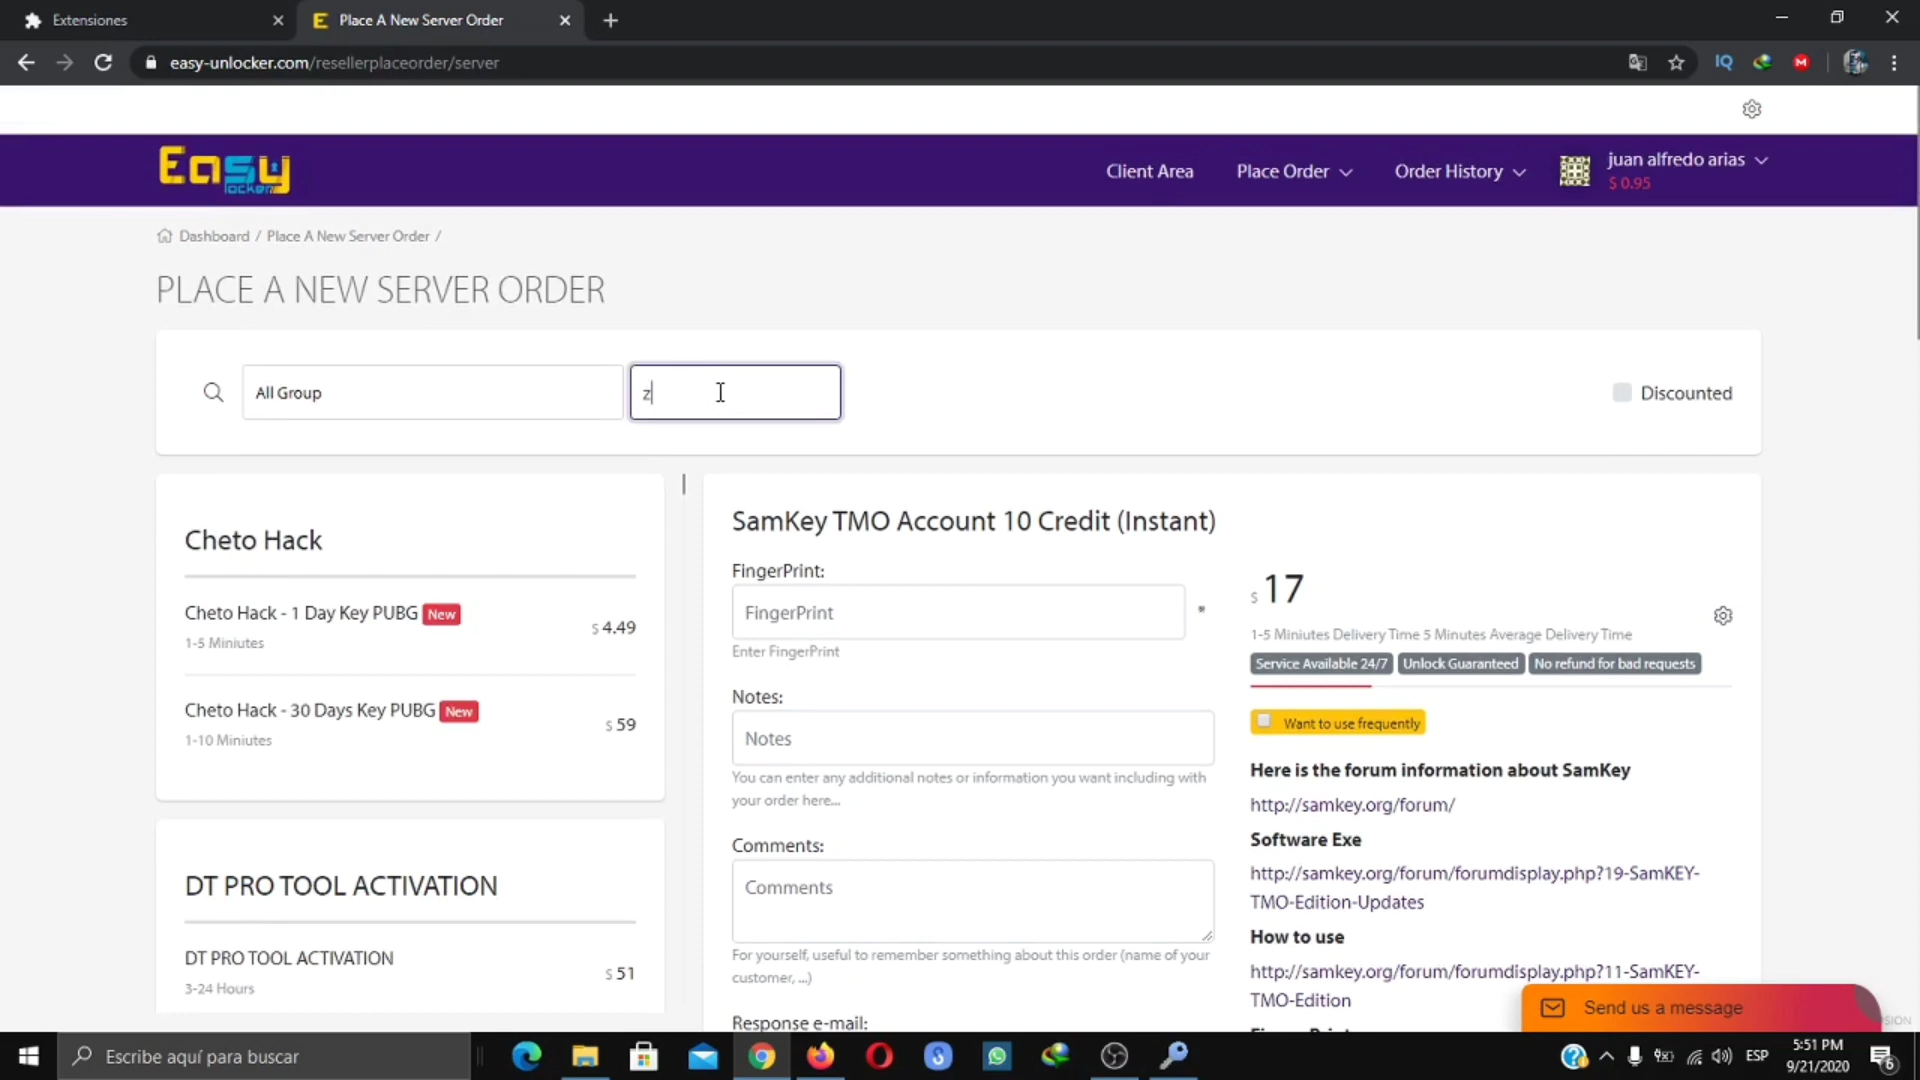 Extensiones
Place A New Server Order
easy-unlocker.com/resellerplaceorder/server
IQ
M
Easy
ocker
Client Area
Place Order
Order History
juan alfredo arias
$ 0.95
Dashboard / Place A New Server Order /
PLACE A NEW SERVER ORDER
All Group
z
Discounted
Cheto Hack
Cheto Hack - 1 Day Key PUBG New
$ 4.49
1-5 Miniutes
Cheto Hack - 30 Days Key PUBG New
$ 59
1-10 Miniutes
DT PRO TOOL ACTIVATION
DT PRO TOOL ACTIVATION
$ 51
3-24 Hours
SamKey TMO Account 10 Credit (Instant)
FingerPrint:
FingerPrint
*
Enter FingerPrint
Notes:
Notes
You can enter any additional notes or information you want including with
your order here...
Comments:
Comments
For yourself, useful to remember something about this order (name of your
customer, ...)
Response e-mail:
$ 17
1-5 Miniutes Delivery Time 5 Minutes Average Delivery Time
Service Available 24/7 Unlock Guaranteed No refund for bad requests
Want to use frequently
Here is the forum information about SamKey
http://samkey.org/forum/
Software Exe
http://samkey.org/forum/forumdisplay.php?19-SamKEY-
TMO-Edition-Updates
How to use
http://samkey.org/forum/forumdisplay.php?11-SamKEY-
TMO-Edition
Send us a message
Escribe aquí para buscar
ESP
5:51 PM
9/21/2020
6